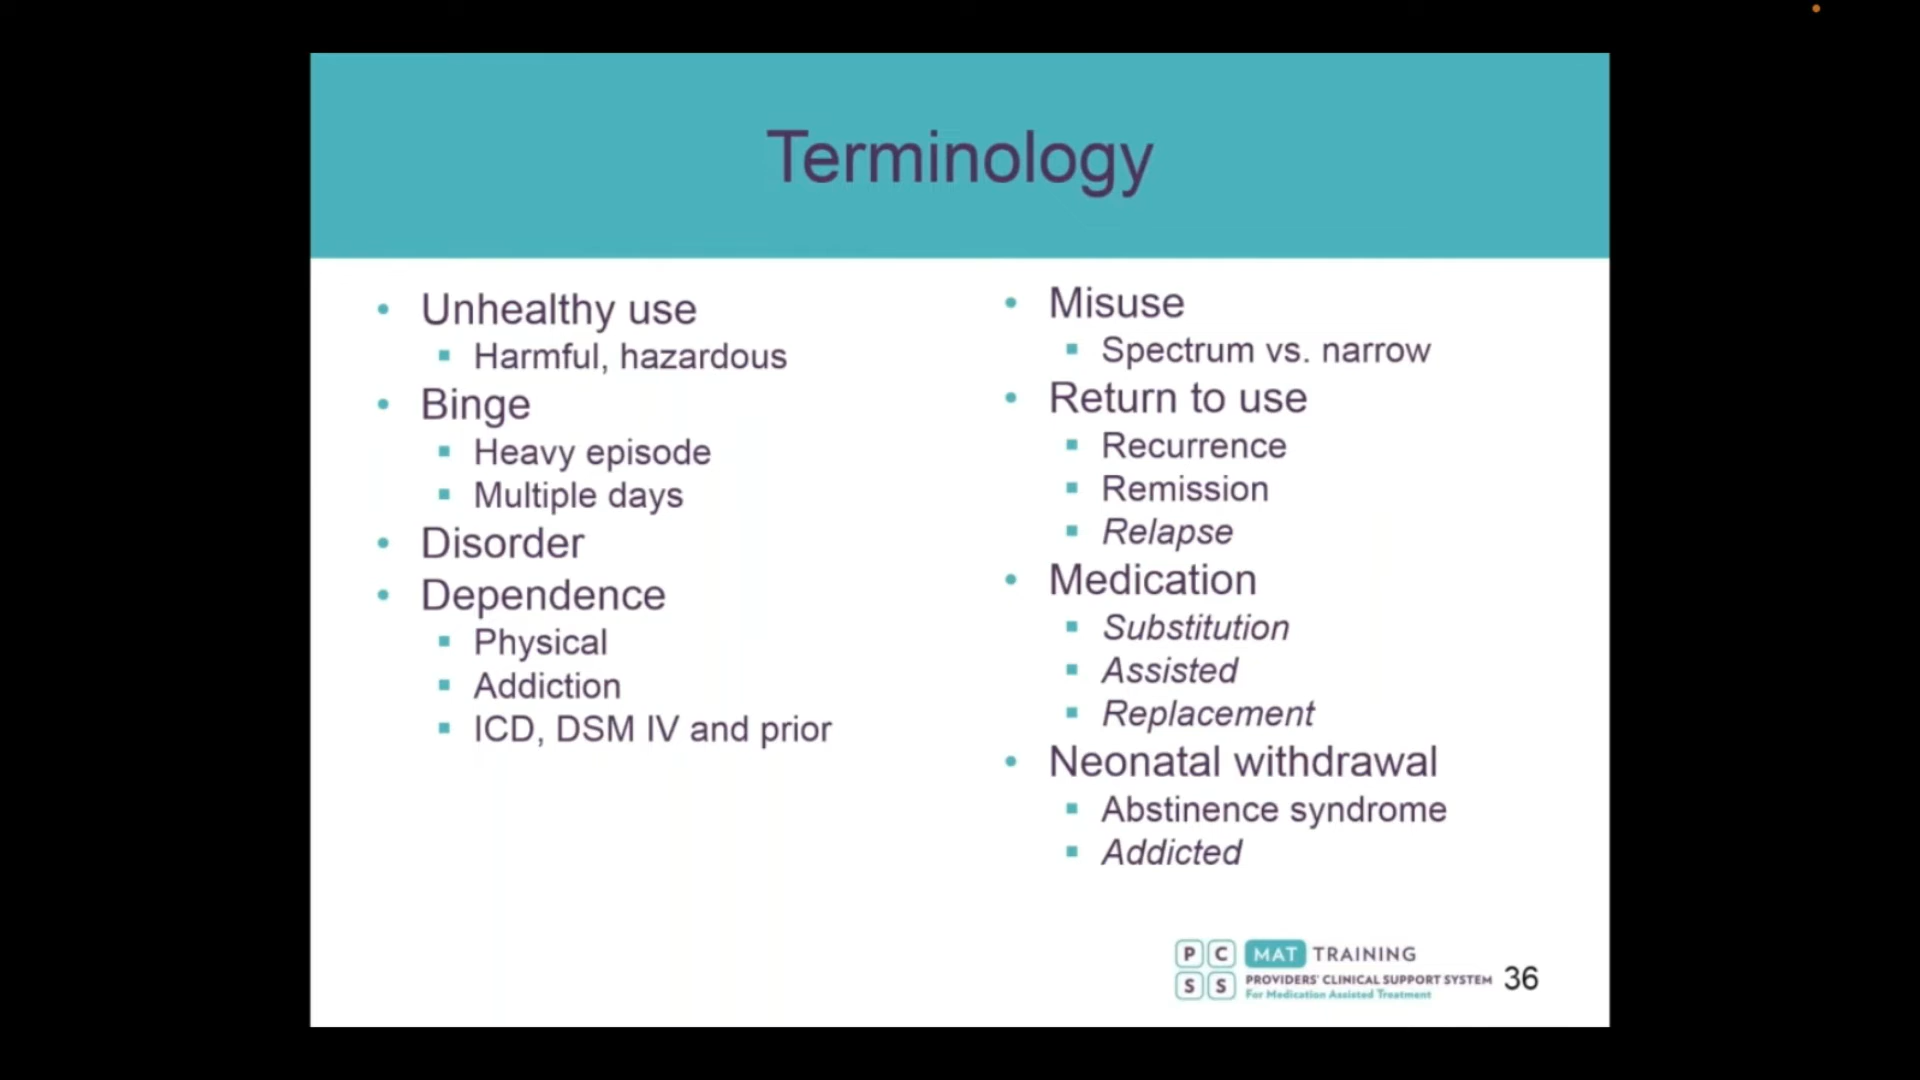 Terminology
• Unhealthy use
▪ Harmful, hazardous
• Binge
▪ Heavy episode
▪ Multiple days
• Disorder
• Dependence
▪ Physical
▪ Addiction
▪ ICD, DSM IV and prior
• Misuse
▪ Spectrum vs. narrow
• Return to use
▪ Recurrence
▪ Remission
▪ Relapse
• Medication
▪ Substitution
▪ Assisted
▪ Replacement
• Neonatal withdrawal
▪ Abstinence syndrome
▪ Addicted
PCSS
MAT TRAINING
PROVIDERS' CLINICAL SUPPORT SYSTEM
For Medication Assisted Treatment
36